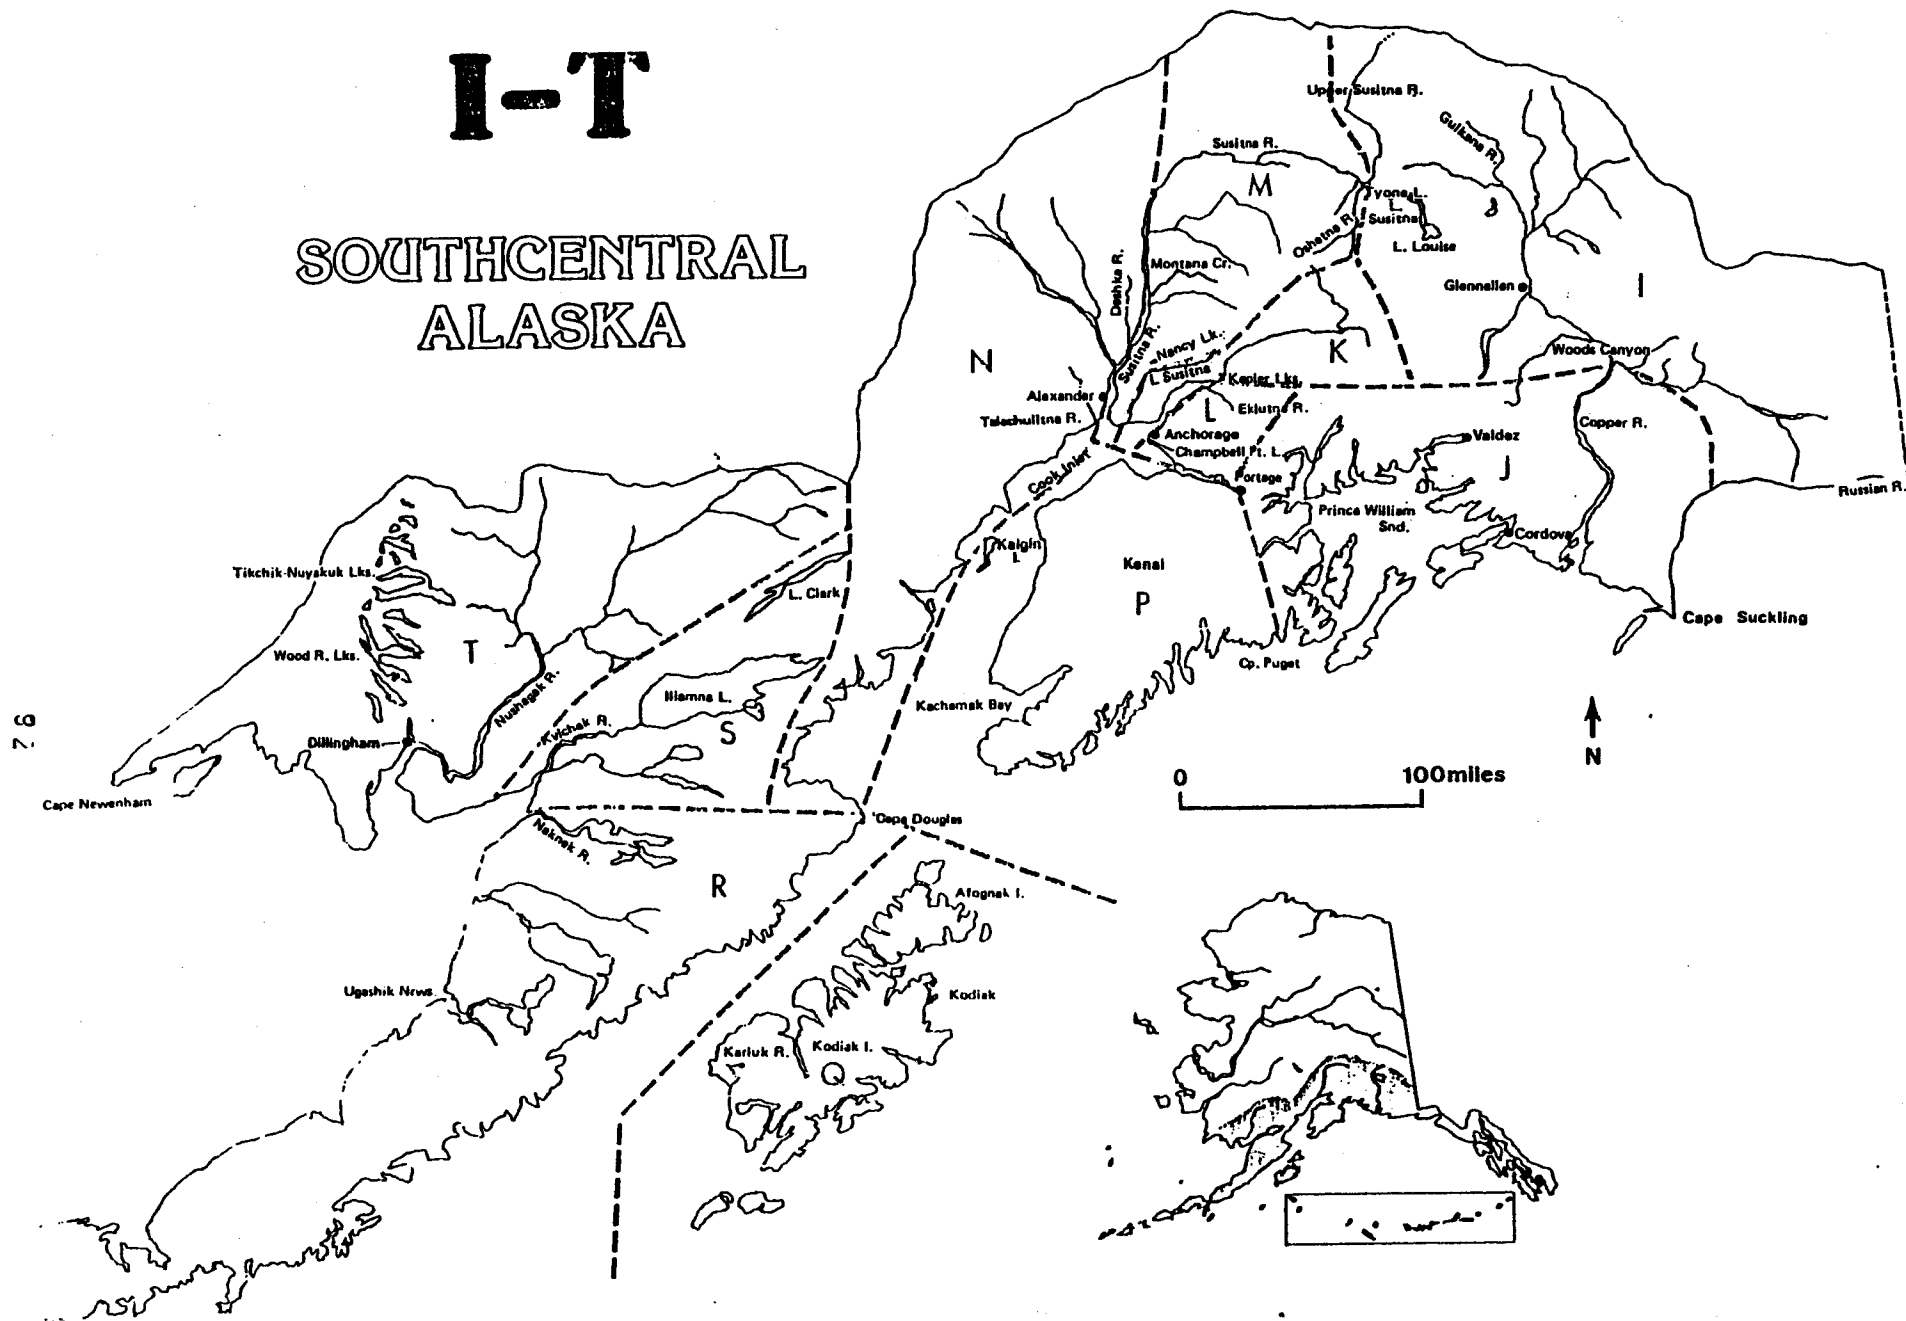 I-T
SOUTHCENTRAL
ALASKA
Upper Susitna R.
Gulkana R.
Susitna R.
M
Tyone L.
L.
Susitna
Oshetna R.
L. Louise
Deshka R.
Montana Cr.
Glennallen
I
N
Susitna R.
Nancy Lk.
L Susitna
K
Woods Canyon
Kepler Lks.
Alexander
L
Eklutna R.
Talachulitna R.
Copper R.
Anchorage
Valdez
Champbell Pt. L.
Cook Inlet
Portage
J
Russian R.
Prince William
Snd.
Cordova
Kalgin
I
Kenai
Tikchik-Nuyakuk Lks.
L. Clark
P
Cape Suckling
T
Wood R. Lks.
Cp. Puget
Nushagak R.
Iliamna L.
Kachemak Bay
Kvichak R.
S
Dillingham
N
0
100miles
Cape Newenham
Cape Douglas
Naknek R.
R
Afognak I.
Ugashik Nrws.
Kodiak
Karluk R.
Kodiak I.
Q